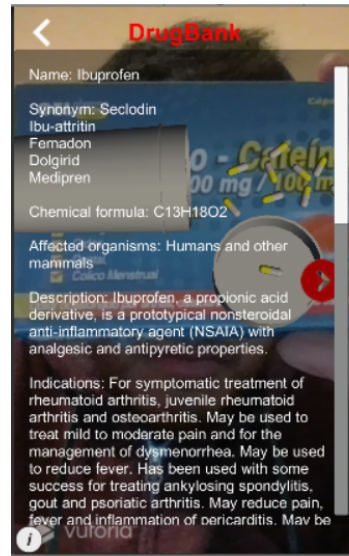 DrugBank
Name: Ibuprofen
Synonym: Seclodin
Ibu-attritin
Femadon
Dolgirid
Medipren
Chemical formula: C13H18O2
Affected organisms: Humans and other
mammals
Description: Ibuprofen, a propionic acid
derivative, is a prototypical nonsteroidal
anti-inflammatory agent (NSAIA) with
analgesic and antipyretic properties.
Indications: For symptomatic treatment of
rheumatoid arthritis, juvenile rheumatoid
arthritis and osteoarthritis. May be used to
treat mild to moderate pain and for the
management of dysmenorrhea. May be used
to reduce fever. Has been used with some
success for treating ankylosing spondylitis,
gout and psoriatic arthritis. May reduce pain,
fever and inflammation of pericarditis. May be
o - Cafeín
00 mg / 100 m
Cólico Menstrual
i vuforia